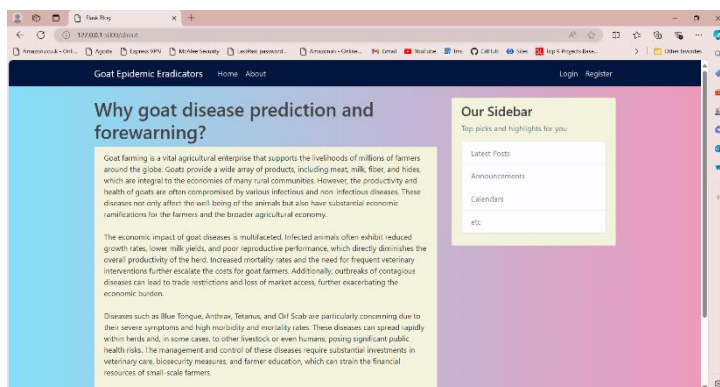 Flask Blog
127.0.0.1:5000/about
Amazon.co.uk - Onli... Agoda Express VPN McAfee Security LastPass password... Amazon.in - Online... Gmail YouTube Ims GitHub Sites Top 5 Projects Base... Other favorites
Goat Epidemic Eradicators Home About Login Register
Why goat disease prediction and
forewarning?
Goat farming is a vital agricultural enterprise that supports the livelihoods of millions of farmers
around the globe. Goats provide a wide array of products, including meat, milk, fiber, and hides,
which are integral to the economies of many rural communities. However, the productivity and
health of goats are often compromised by various infectious and non-infectious diseases. These
diseases not only affect the well-being of the animals but also have substantial economic
ramifications for the farmers and the broader agricultural economy.
The economic impact of goat diseases is multifaceted. Infected animals often exhibit reduced
growth rates, lower milk yields, and poor reproductive performance, which directly diminishes the
overall productivity of the herd. Increased mortality rates and the need for frequent veterinary
interventions further escalate the costs for goat farmers. Additionally, outbreaks of contagious
diseases can lead to trade restrictions and loss of market access, further exacerbating the
economic burden.
Diseases such as Blue Tongue, Anthrax, Tetanus, and Orf Scab are particularly concerning due to
their severe symptoms and high morbidity and mortality rates. These diseases can spread rapidly
within herds and, in some cases, to other livestock or even humans, posing significant public
health risks. The management and control of these diseases require substantial investments in
veterinary care, biosecurity measures, and farmer education, which can strain the financial
resources of small-scale farmers.
Our Sidebar
Top picks and highlights for you
Latest Posts
Announcements
Calendars
etc